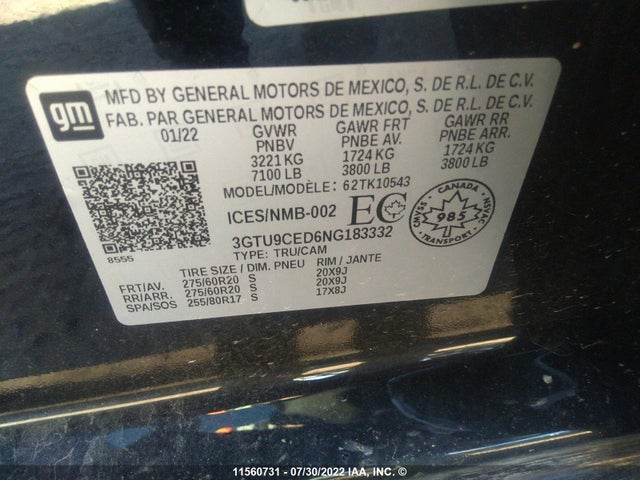 gm
MFD BY GENERAL MOTORS DE MEXICO, S. DE R.L. DE C.V.
FAB. PAR GENERAL MOTORS DE MEXICO, S. DE R.L. DE C.V.
01/22 GVWR GAWR FRT GAWR RR
PNBV PNBE AV. PNBE ARR.
3221 KG 1724 KG 1724 KG
7100 LB 3800 LB 3800 LB
MODEL/MODÈLE: 62TK10543
ICES/NMB-002 EC
CANADA
CMVSS 985 NSVAC
TRANSPORT
8555
3GTU9CED6NG183332
TYPE: TRU/CAM
TIRE SIZE / DIM. PNEU RIM / JANTE
FRT/AV. 275/60R20 S 20X9J
RR/ARR. 275/60R20 S 20X9J
SPA/SOS 255/80R17 S 17X8J
11560731 - 07/30/2022 IAA, INC. ©